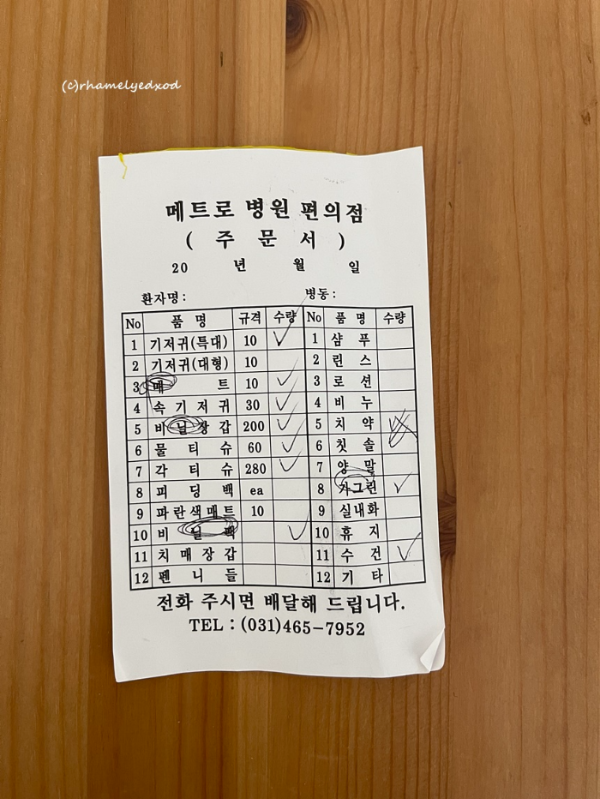 (c)rhamelyedxod
메트로 병원 편의점
( 주 문 서 )
20 년 월 일
환자명 : 병동 :
No 품 명 규격 수량 No 품 명 수량
1 기저귀(특대) 10 ✓ 1 샴 푸
2 기저귀(대형) 10 2 린 스
3 매 트 10 ✓ 3 로 션
4 속 기 저 귀 30 ✓ 4 비 누
5 비 닐 장 갑 200 ✓ 5 치 약
6 물 티 슈 60 ✓ 6 칫 솔
7 각 티 슈 280 ✓ 7 양 말
8 피 딩 백 ea 8 가그린 ✓
9 파란색매트 10 9 실내화
10 비 닐 팩 ✓ 10 휴 지
11 치 매 장 갑 11 수 건 ✓
12 펜 니 들 12 기 타
전화 주시면 배달해 드립니다.
TEL : (031)465-7952